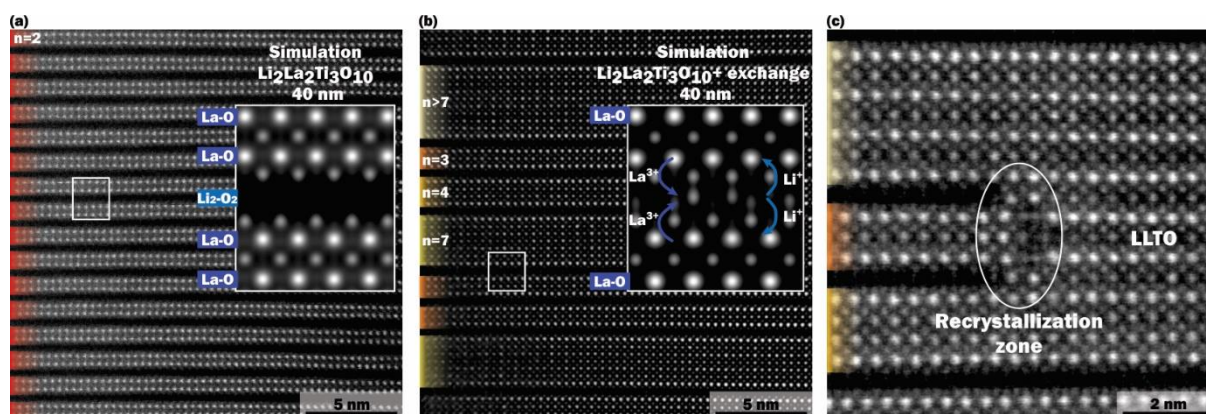 (a)
n=2
Simulation
Li2La2Ti3O10
40 nm
La-O
La-O
Li2-O2
La-O
La-O
5 nm
(b)
Simulation
Li2La2Ti3O10+ exchange
40 nm
La-O
n>7
n=3
n=4
n=7
La3+
Li+
La3+
Li+
La-O
5 nm
(c)
LLTO
Recrystallization
zone
2 nm